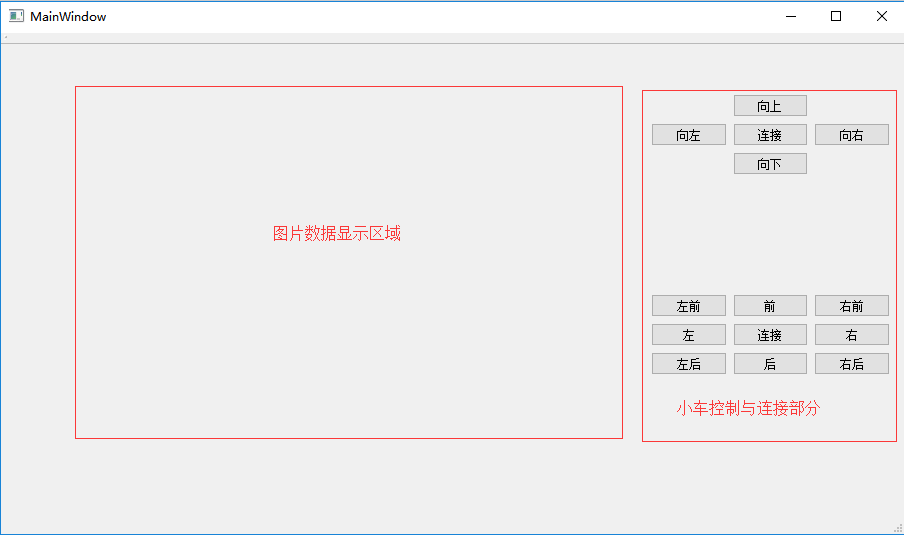 MainWindow
向上
向左 连接 向右
向下
图片数据显示区域
左前 前 右前
左 连接 右
左后 后 右后
小车控制与连接部分